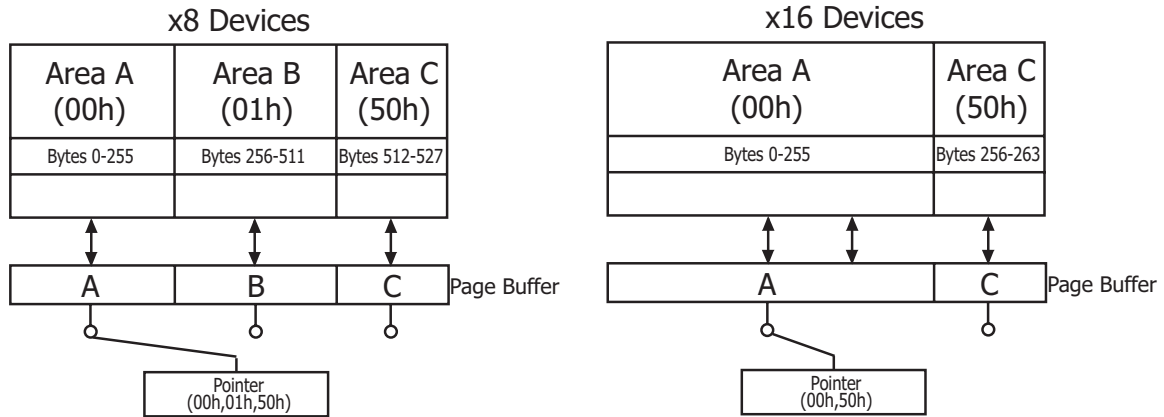 x8 Devices
Area A
(00h)
Area B
(01h)
Area C
(50h)
Bytes 0-255
Bytes 256-511
Bytes 512-527
A
B
C
Page Buffer
Pointer
(00h,01h,50h)
x16 Devices
Area A
(00h)
Area C
(50h)
Bytes 0-255
Bytes 256-263
A
C
Page Buffer
Pointer
(00h,50h)